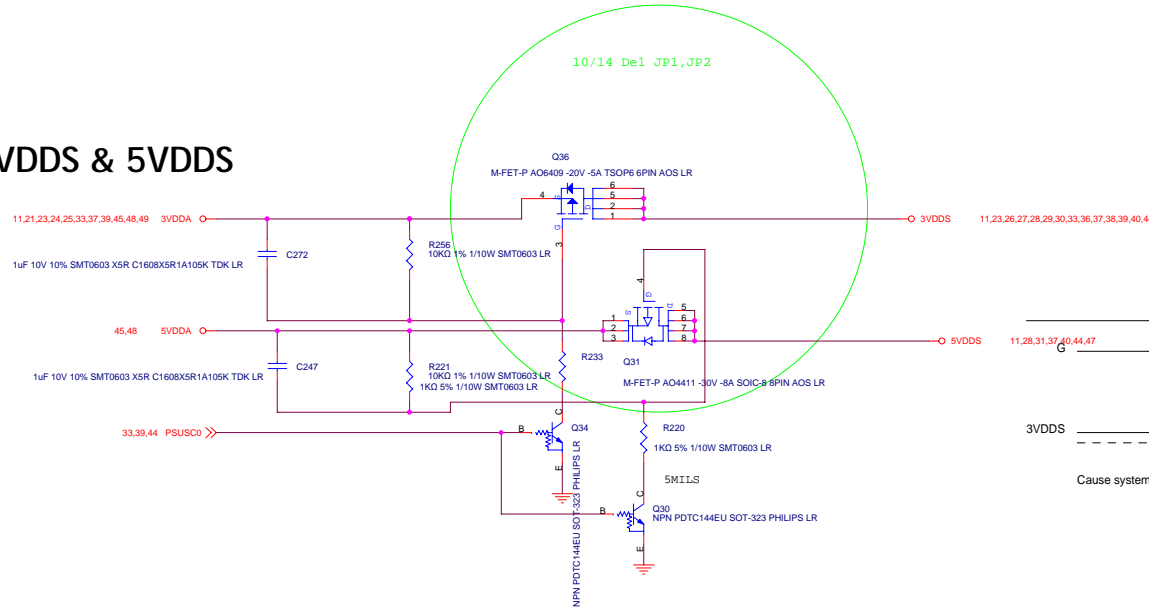 10/14 Del JP1,JP2
VDDS & 5VDDS
Q36
M-FET-P AO6409 -20V -5A TSOP6 6PIN AOS LR
4
S
D
G
6
5
2
1
3
11,21,23,24,25,33,37,39,45,48,49 3VDDA
3VDDS 11,23,26,27,28,29,30,33,36,37,38,39,40,4
C272
1uF 10V 10% SMT0603 X5R C1608X5R1A105K TDK LR
R256
10KΩ 1% 1/10W SMT0603 LR
4
G
S
D
1
2
3
5
6
7
8
45,48 5VDDA
5VDDS 11,28,31,37,40,44,47
G
Q31
M-FET-P AO4411 -30V -8A SOIC-8 8PIN AOS LR
C247
1uF 10V 10% SMT0603 X5R C1608X5R1A105K TDK LR
R221
10KΩ 1% 1/10W SMT0603 LR
R233
1KΩ 5% 1/10W SMT0603 LR
33,39,44 PSUSC0
B
C
E
Q34
NPN PDTC144EU SOT-323 PHILIPS LR
R220
1KΩ 5% 1/10W SMT0603 LR
5MILS
B
C
E
Q30
NPN PDTC144EU SOT-323 PHILIPS LR
3VDDS
Cause system